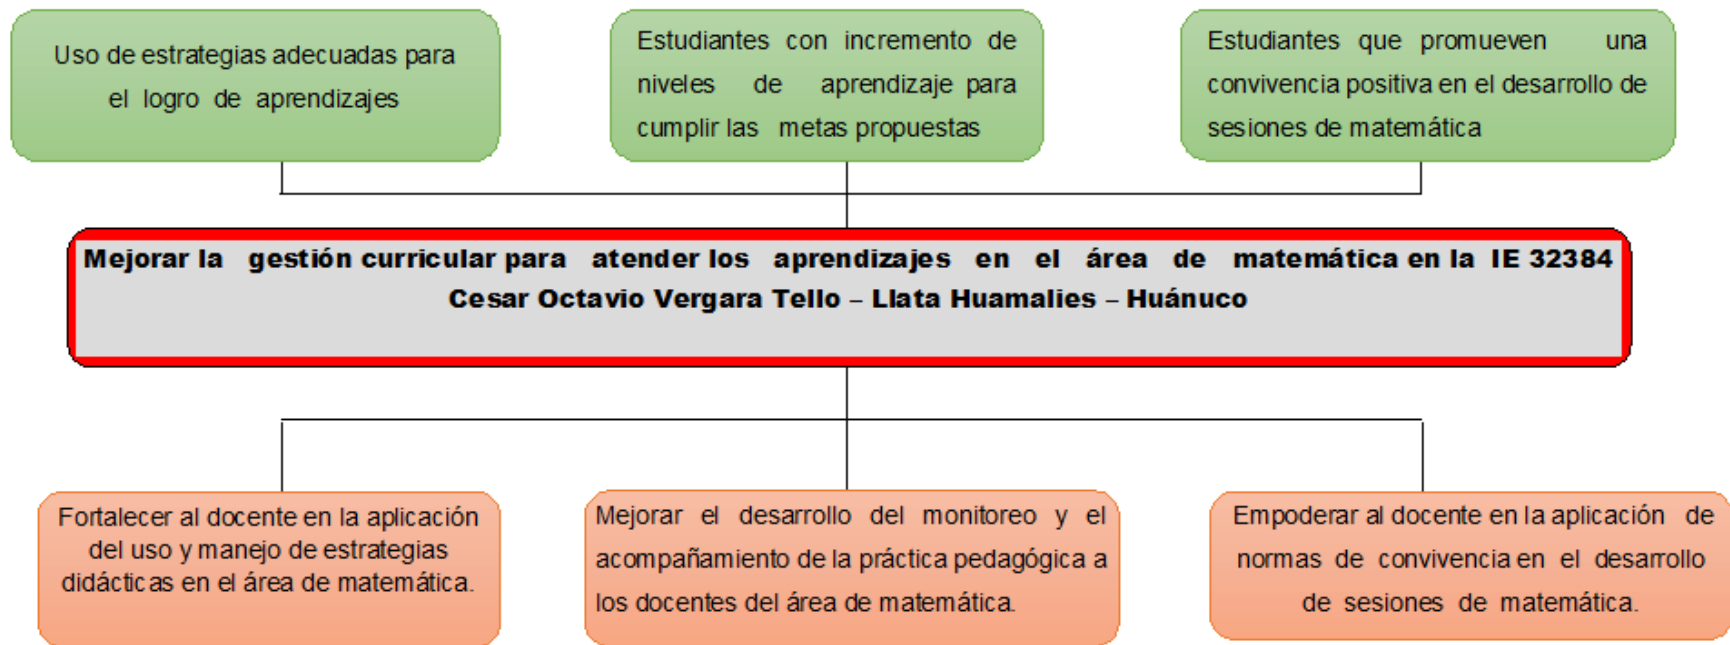 Uso de estrategias adecuadas para
el logro de aprendizajes
Estudiantes con incremento de
niveles de aprendizaje para
cumplir las metas propuestas
Estudiantes que promueven una
convivencia positiva en el desarrollo de
sesiones de matemática
Mejorar la gestión curricular para atender los aprendizajes en el área de matemática en la IE 32384
Cesar Octavio Vergara Tello – Llata Huamalies – Huánuco
Fortalecer al docente en la aplicación
del uso y manejo de estrategias
didácticas en el área de matemática.
Mejorar el desarrollo del monitoreo y el
acompañamiento de la práctica pedagógica a
los docentes del área de matemática.
Empoderar al docente en la aplicación de
normas de convivencia en el desarrollo
de sesiones de matemática.